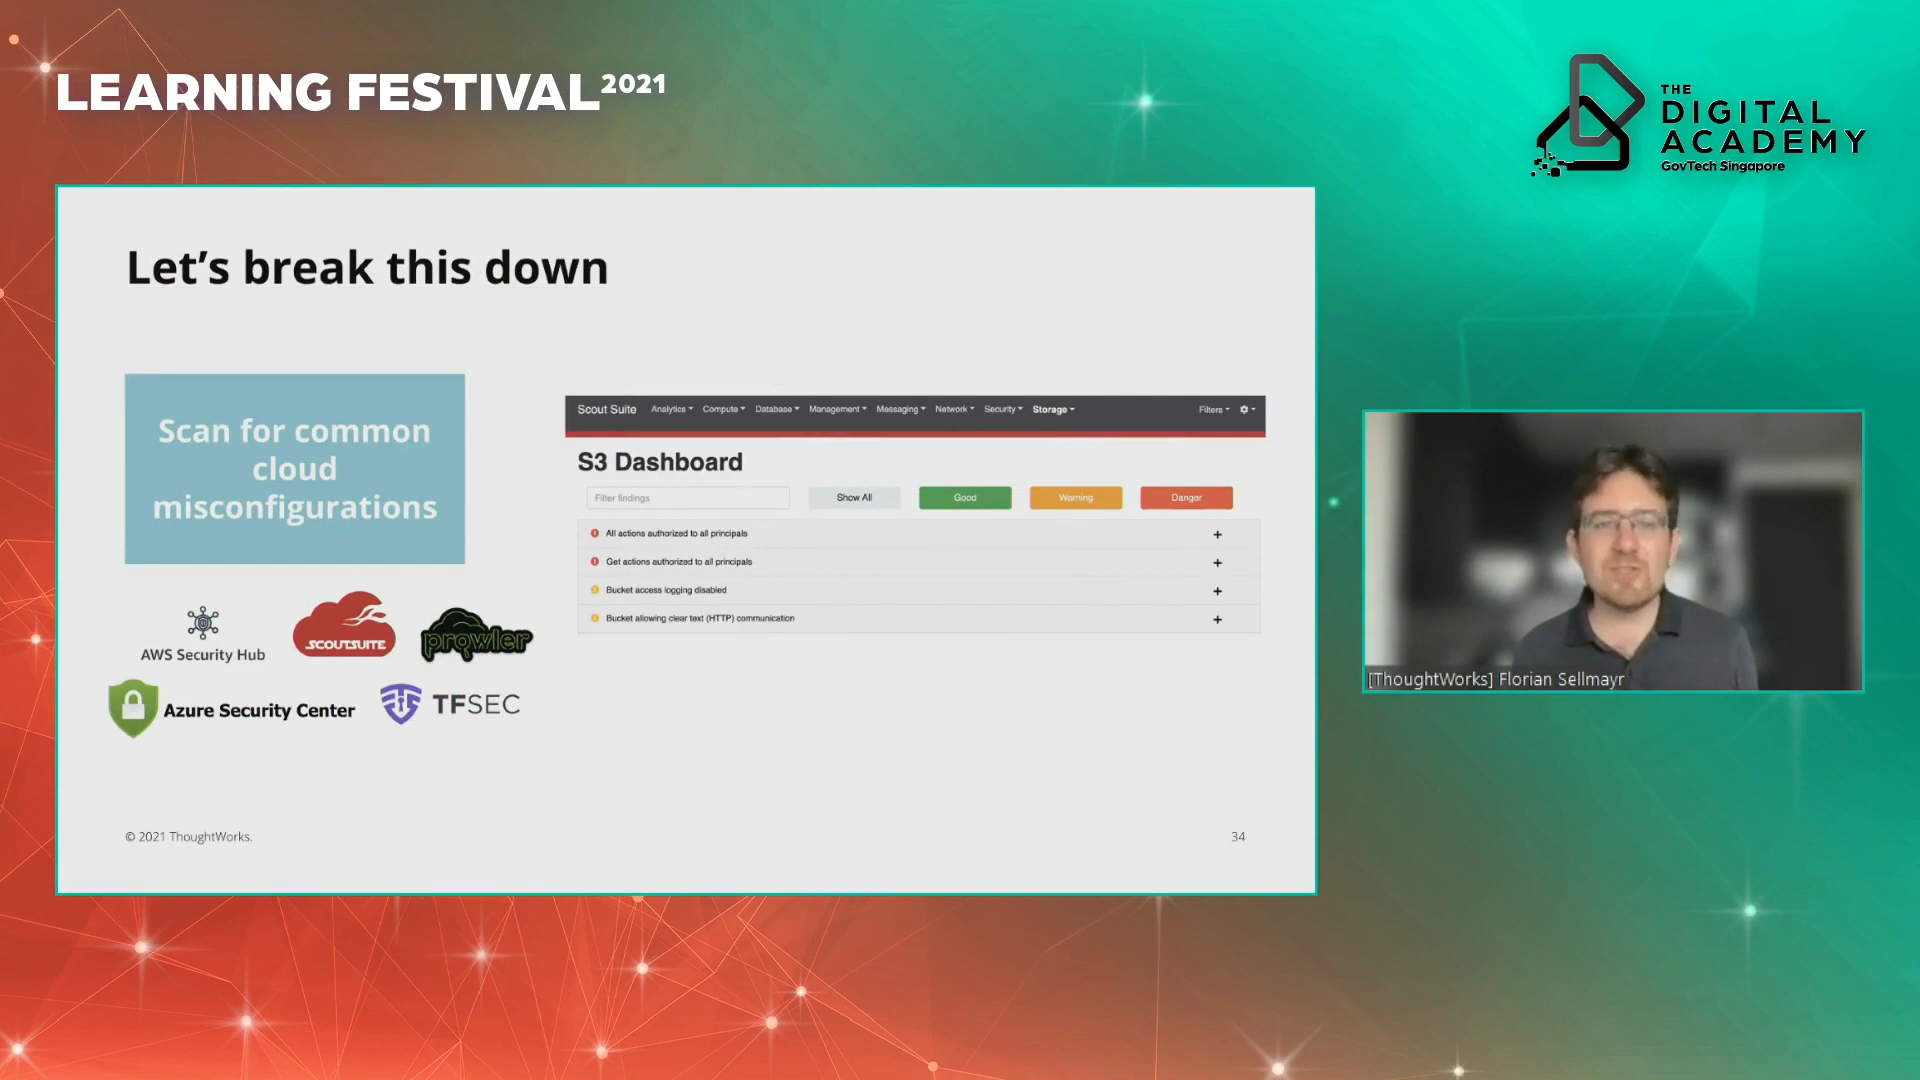 LEARNING FESTIVAL 2021
THE
DIGITAL
ACADEMY
GovTech Singapore
Let's break this down
Scan for common
cloud
misconfigurations
AWS Security Hub
SCOUTSUITE
prowler
Azure Security Center
TFSEC
Scout Suite Analytics Compute Database Management Messaging Network Security Storage Filters
S3 Dashboard
Filter findings Show All Good Warning Danger
All actions authorized to all principals +
Get actions authorized to all principals +
Bucket access logging disabled +
Bucket allowing clear text (HTTP) communication +
© 2021 ThoughtWorks.
34
[ThoughtWorks] Florian Sellmayr